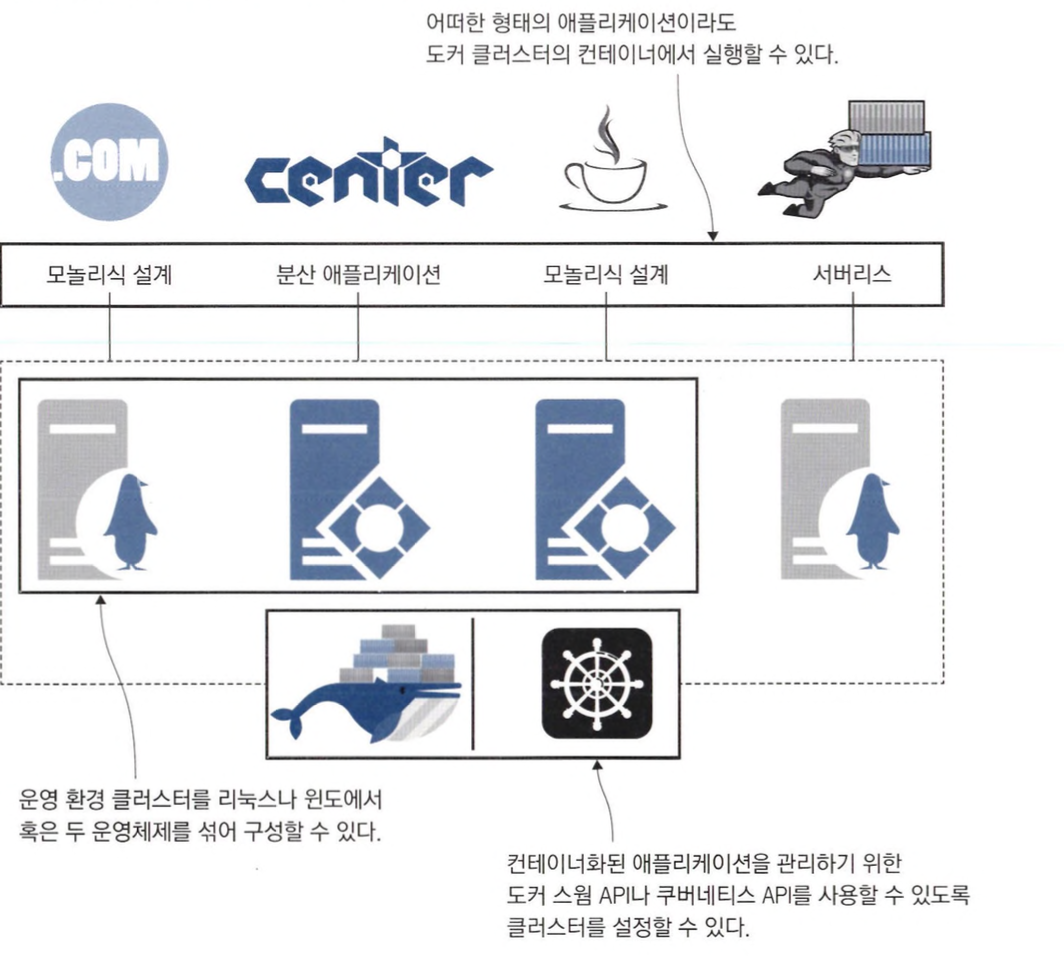 어떠한 형태의 애플리케이션이라도
도커 클러스터의 컨테이너에서 실행할 수 있다.
.COM
center
모놀리식 설계
분산 애플리케이션
모놀리식 설계
서버리스
운영 환경 클러스터를 리눅스나 윈도에서
혹은 두 운영체제를 섞어 구성할 수 있다.
컨테이너화된 애플리케이션을 관리하기 위한
도커 스웜 API나 쿠버네티스 API를 사용할 수 있도록
클러스터를 설정할 수 있다.